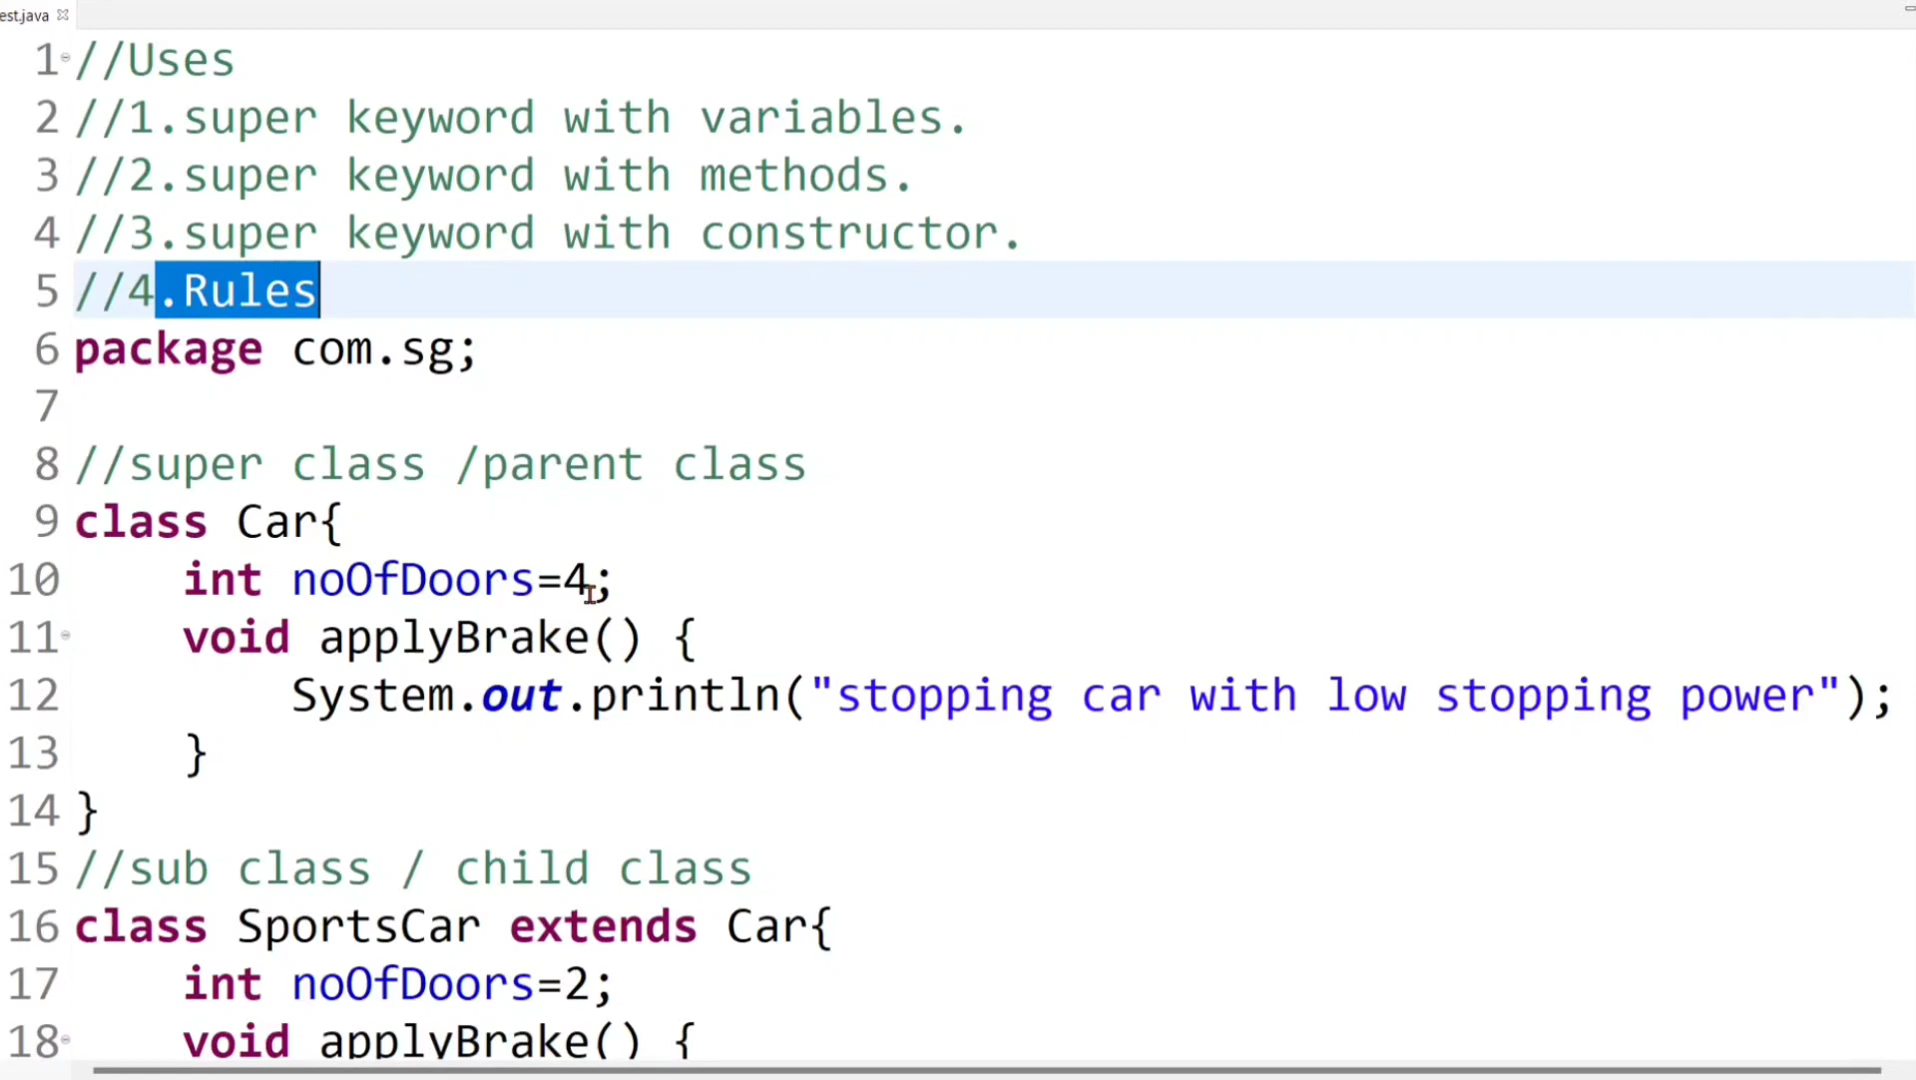 est.java
1 //Uses
2 //1.super keyword with variables.
3 //2.super keyword with methods.
4 //3.super keyword with constructor.
5 //4.Rules
6 package com.sg;
7
8 //super class /parent class
9 class Car{
10 int noOfDoors=4;
11 void applyBrake() {
12 System.out.println("stopping car with low stopping power");
13 }
14 }
15 //sub class / child class
16 class SportsCar extends Car{
17 int noOfDoors=2;
18 void applyBrake() {